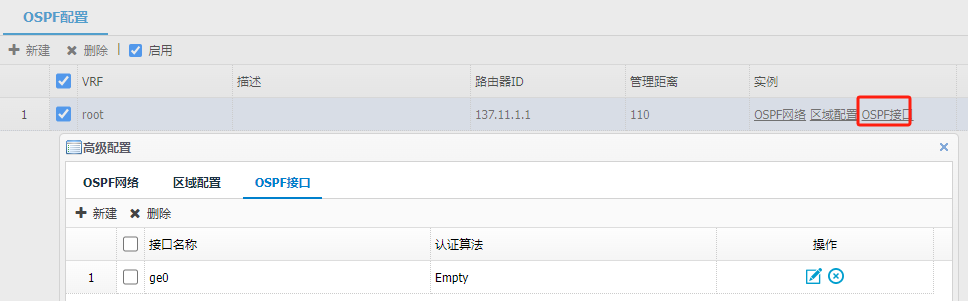 OSPF配置
新建 删除 启用
VRF 描述 路由器ID 管理距离 实例
1 root 137.11.1.1 110 OSPF网络 区域配置 OSPF接口
高级配置
OSPF网络 区域配置 OSPF接口
新建 删除
接口名称 认证算法 操作
1 ge0 Empty